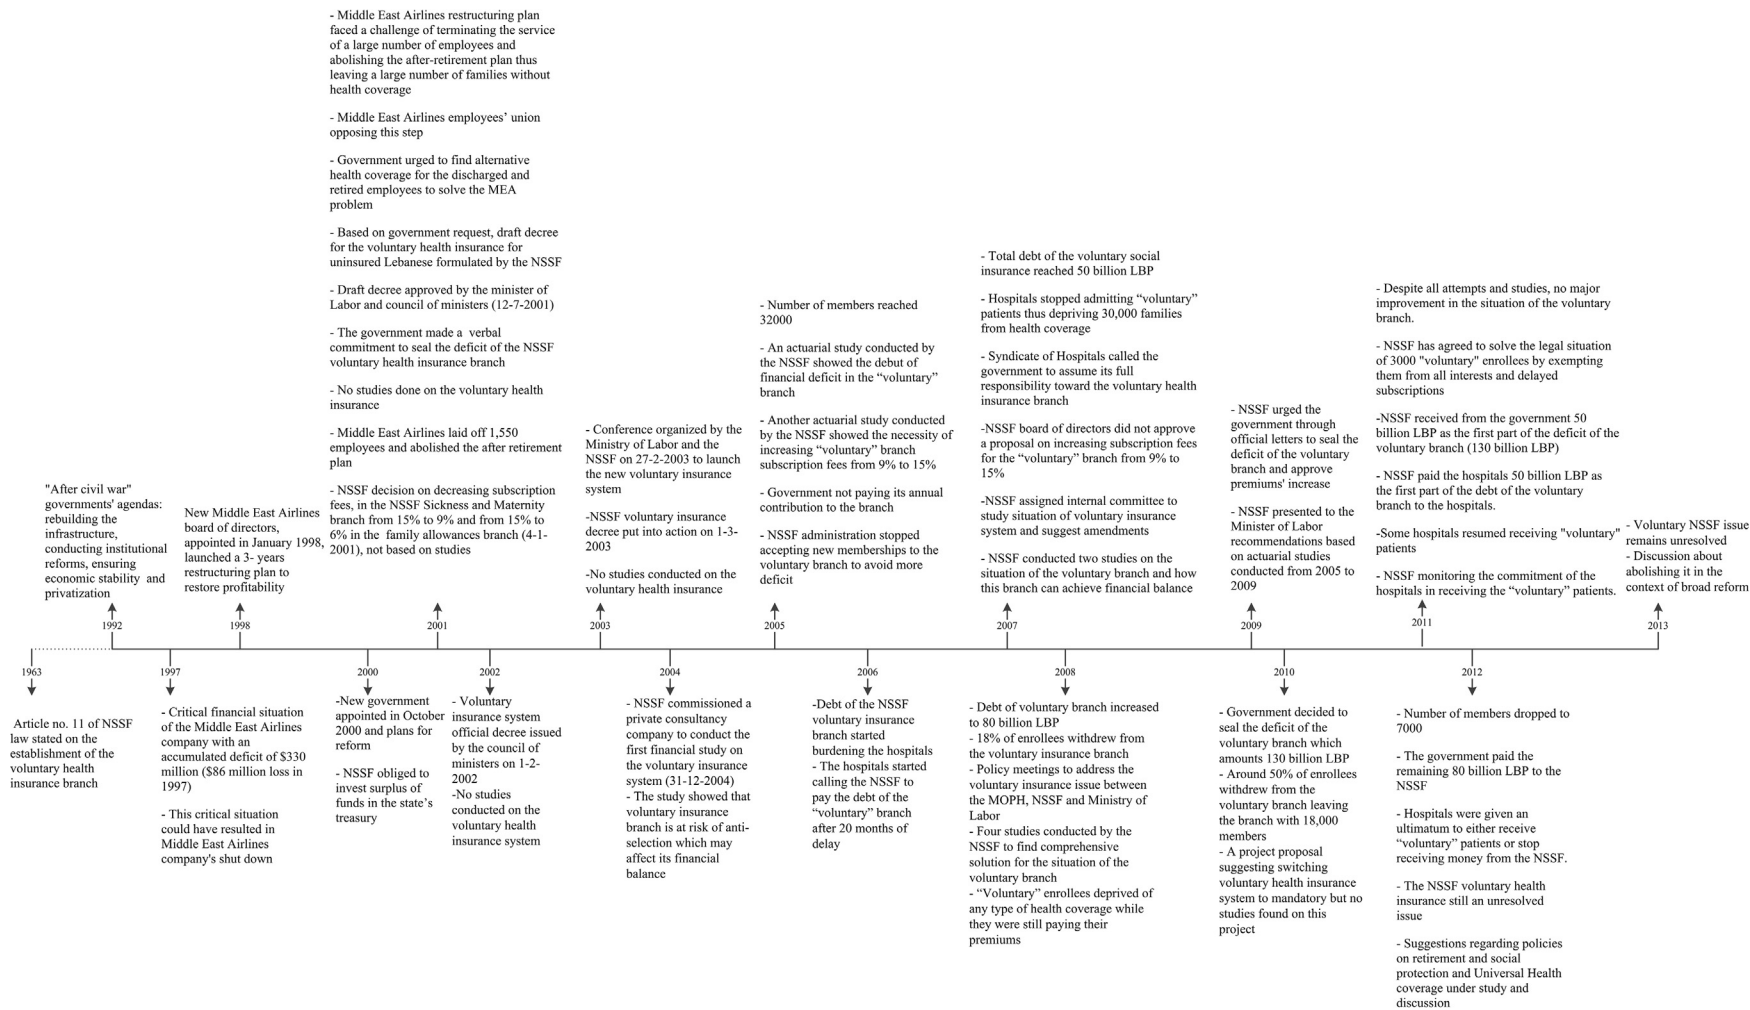 1963
Article no. 11 of NSSF
law stated on the
establishment of the
voluntary health
insurance branch
"After civil war"
governments' agendas:
rebuilding the
infrastructure,
conducting institutional
reforms, ensuring
economic stability and
privatization
1992
1997
- Critical financial situation
of the Middle East Airlines
company with an
accumulated deficit of $330
million ($86 million loss in
1997)
- This critical situation
could have resulted in
Middle East Airlines
company's shut down
New Middle East Airlines
board of directors,
appointed in January 1998,
launched a 3- years
restructuring plan to
restore profitability
1998
2000
-New government
appointed in October
2000 and plans for
reform
- NSSF obliged to
invest surplus of
funds in the state's
treasury
- Middle East Airlines restructuring plan
faced a challenge of terminating the service
of a large number of employees and
abolishing the after-retirement plan thus
leaving a large number of families without
health coverage
- Middle East Airlines employees' union
opposing this step
- Government urged to find alternative
health coverage for the discharged and
retired employees to solve the MEA
problem
- Based on government request, draft decree
for the voluntary health insurance for
uninsured Lebanese formulated by the NSSF
- Draft decree approved by the minister of
Labor and council of ministers (12-7-2001)
- The government made a verbal
commitment to seal the deficit of the NSSF
voluntary health insurance branch
- No studies done on the voluntary health
insurance
- Middle East Airlines laid off 1,550
employees and abolished the after retirement
plan
- NSSF decision on decreasing subscription
fees, in the NSSF Sickness and Maternity
branch from 15% to 9% and from 15% to
6% in the family allowances branch (4-1-
2001), not based on studies
2001
2002
- Voluntary
insurance system
official decree issued
by the council of
ministers on 1-2-
2002
-No studies
conducted on the
voluntary health
insurance system
- Conference organized by the
Ministry of Labor and the
NSSF on 27-2-2003 to launch
the new voluntary insurance
system
-NSSF voluntary insurance
decree put into action on 1-3-
2003
-No studies conducted on the
voluntary health insurance
2003
2004
- NSSF commissioned a
private consultancy
company to conduct the
first financial study on
the voluntary insurance
system (31-12-2004)
- The study showed that
voluntary insurance
branch is at risk of anti-
selection which may
affect its financial
balance
- Number of members reached
32000
- An actuarial study conducted by
the NSSF showed the debut of
financial deficit in the “voluntary”
branch
- Another actuarial study conducted
by the NSSF showed the necessity of
increasing “voluntary” branch
subscription fees from 9% to 15%
- Government not paying its annual
contribution to the branch
- NSSF administration stopped
accepting new memberships to the
voluntary branch to avoid more
deficit
2005
2006
-Debt of the NSSF
voluntary insurance
branch started
burdening the hospitals
- The hospitals started
calling the NSSF to
pay the debt of the
“voluntary” branch
after 20 months of
delay
- Total debt of the voluntary social
insurance reached 50 billion LBP
- Hospitals stopped admitting “voluntary”
patients thus depriving 30,000 families
from health coverage
- Syndicate of Hospitals called the
government to assume its full
responsibility toward the voluntary health
insurance branch
-NSSF board of directors did not approve
a proposal on increasing subscription fees
for the “voluntary” branch from 9% to
15%
-NSSF assigned internal committee to
study situation of voluntary insurance
system and suggest amendments
- NSSF conducted two studies on the
situation of the voluntary branch and how
this branch can achieve financial balance
2007
2008
- Debt of voluntary branch increased
to 80 billion LBP
- 18% of enrollees withdrew from
the voluntary insurance branch
- Policy meetings to address the
voluntary insurance issue between
the MOPH, NSSF and Ministry of
Labor
- Four studies conducted by the
NSSF to find comprehensive
solution for the situation of the
voluntary branch
- “Voluntary” enrollees deprived of
any type of health coverage while
they were still paying their
premiums
- NSSF urged the
government through
official letters to seal the
deficit of the voluntary
branch and approve
premiums' increase
- NSSF presented to the
Minister of Labor
recommendations based
on actuarial studies
conducted from 2005 to
2009
2009
2010
- Government decided to
seal the deficit of the
voluntary branch which
amounts 130 billion LBP
- Around 50% of enrollees
withdrew from the
voluntary branch leaving
the branch with 18,000
members
- A project proposal
suggesting switching
voluntary health insurance
system to mandatory but no
studies found on this
project
- Despite all attempts and studies, no major
improvement in the situation of the voluntary
branch.
- NSSF has agreed to solve the legal situation
of 3000 "voluntary" enrollees by exempting
them from all interests and delayed
subscriptions
-NSSF received from the government 50
billion LBP as the first part of the deficit of the
voluntary branch (130 billion LBP)
- NSSF paid the hospitals 50 billion LBP as
the first part of the debt of the voluntary
branch to the hospitals.
-Some hospitals resumed receiving "voluntary"
patients
- NSSF monitoring the commitment of the
hospitals in receiving the “voluntary” patients.
2011
2012
- Number of members dropped to
7000
- The government paid the
remaining 80 billion LBP to the
NSSF
- Hospitals were given an
ultimatum to either receive
“voluntary” patients or stop
receiving money from the NSSF.
- The NSSF voluntary health
insurance still an unresolved
issue
- Suggestions regarding policies
on retirement and social
protection and Universal Health
coverage under study and
discussion
- Voluntary NSSF issue
remains unresolved
- Discussion about
abolishing it in the
context of broad reform
2013